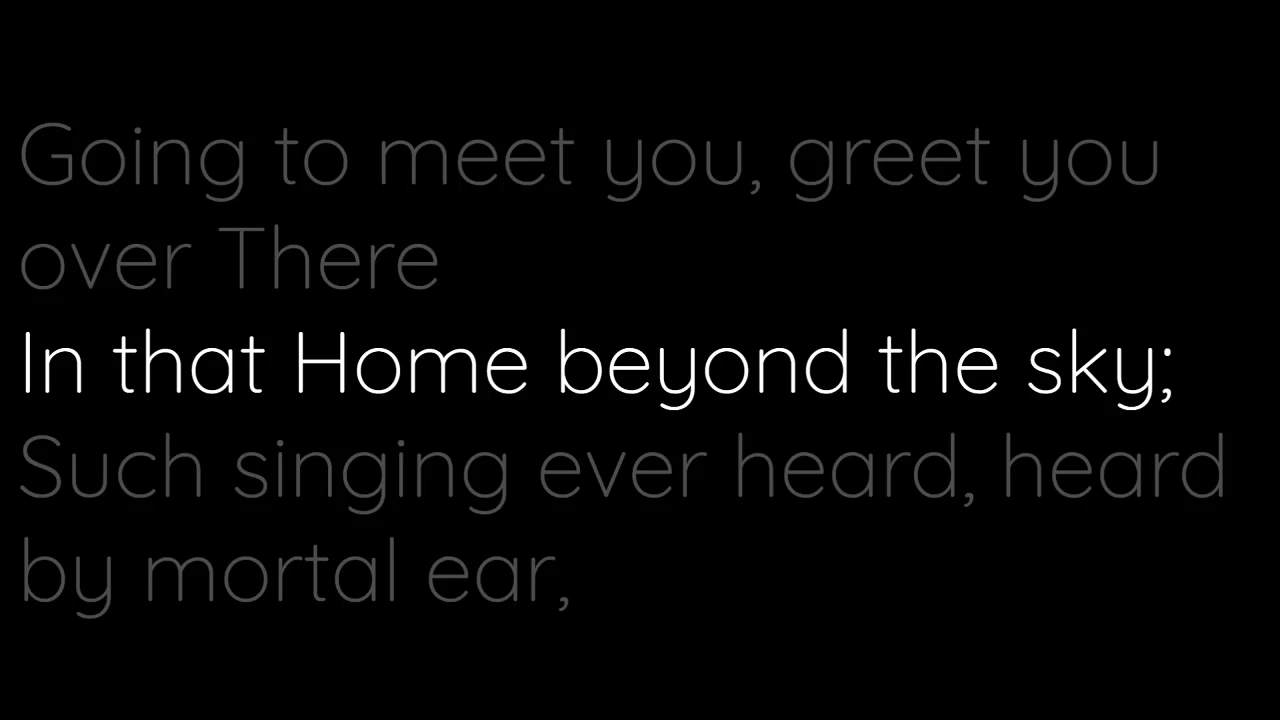 Going to meet you, greet you
over There
In that Home beyond the sky;
Such singing ever heard, heard
by mortal ear,